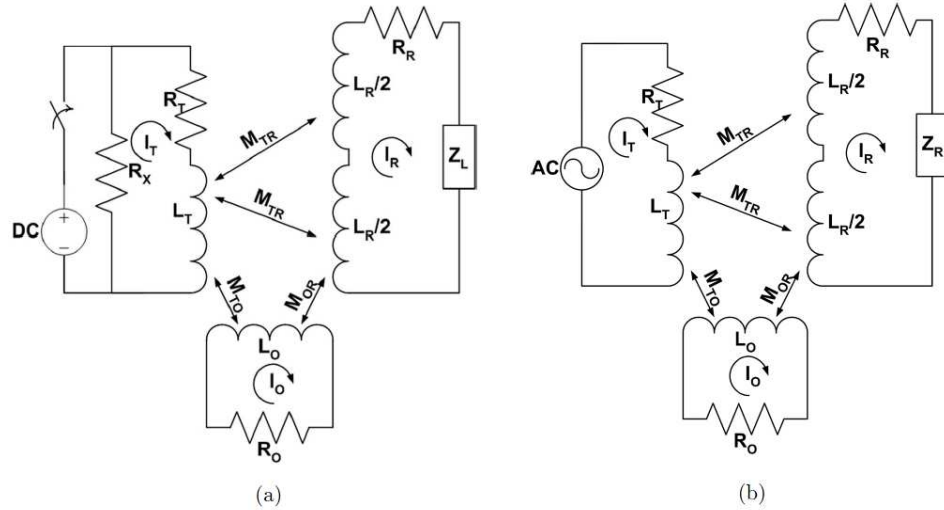 R_R
L_R/2
R_T
I_T
M_TR
I_R
Z_L
R_X
L_T
M_TR
DC
+
−
L_R/2
M_TO
M_OR
L_O
I_O
R_O
(a)
R_R
L_R/2
R_T
I_T
M_TR
I_R
Z_R
AC
L_T
M_TR
L_R/2
M_TO
M_OR
L_O
I_O
R_O
(b)